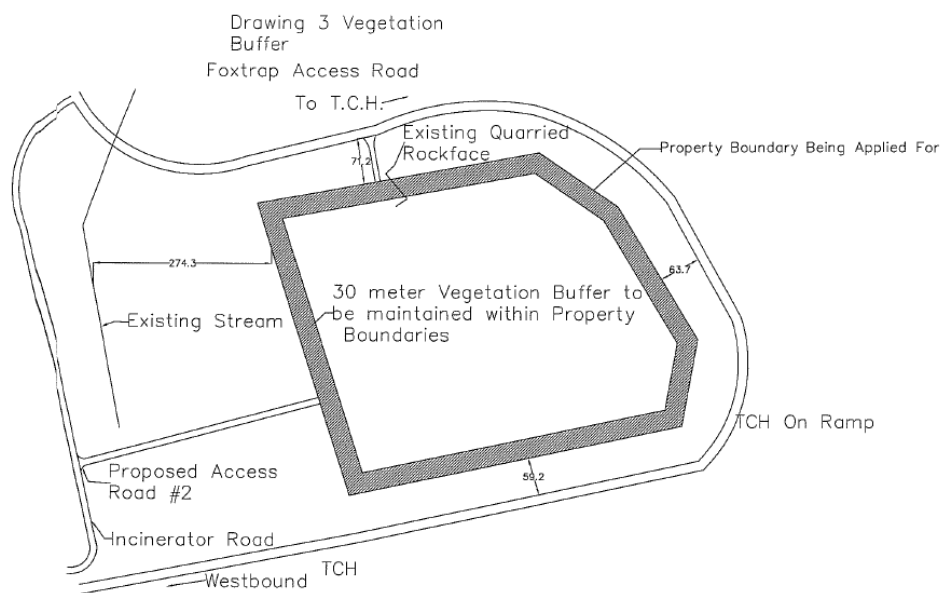 Drawing 3 Vegetation
Buffer
Foxtrap Access Road
To T.C.H.
Existing Quarried
Rockface
71.2
Property Boundary Being Applied For
274.3
63.7
30 meter Vegetation Buffer to
be maintained within Property
Boundaries
Existing Stream
TCH On Ramp
Proposed Access
Road #2
59.2
Incinerator Road
TCH
Westbound